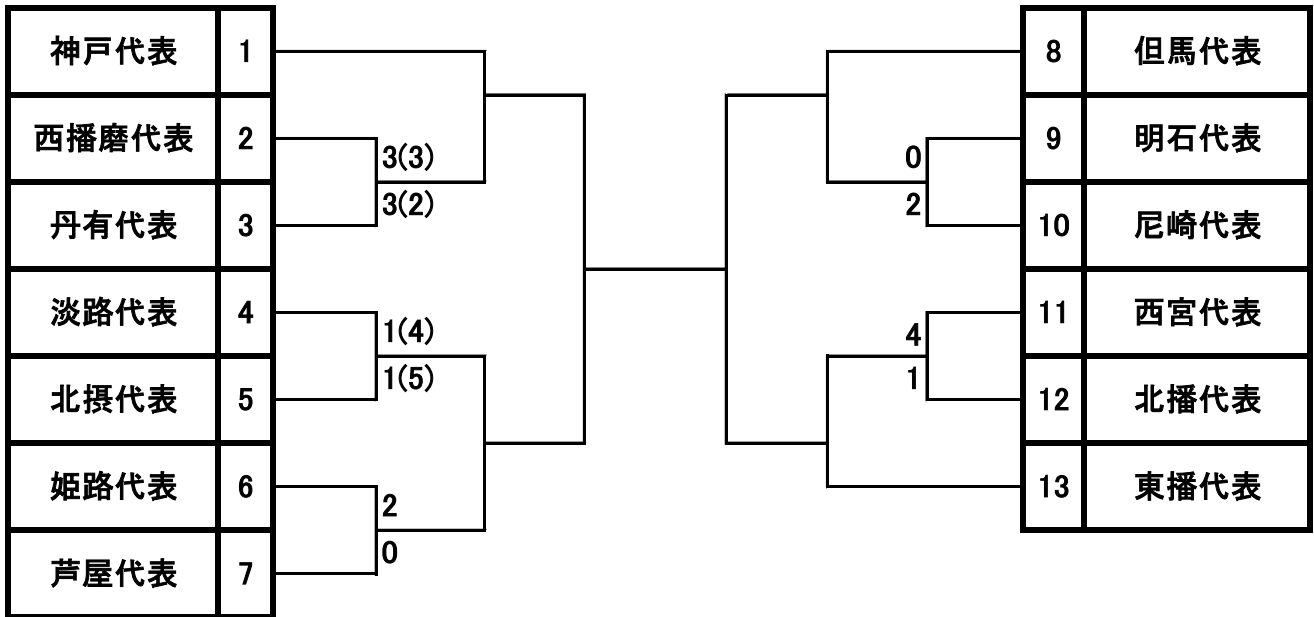 神戸代表 1
西播磨代表 2
3(3)
3(2)
丹有代表 3
淡路代表 4
1(4)
1(5)
北摂代表 5
姫路代表 6
2
0
芦屋代表 7
8 但馬代表
9 明石代表
0
2
10 尼崎代表
11 西宮代表
4
1
12 北播代表
13 東播代表